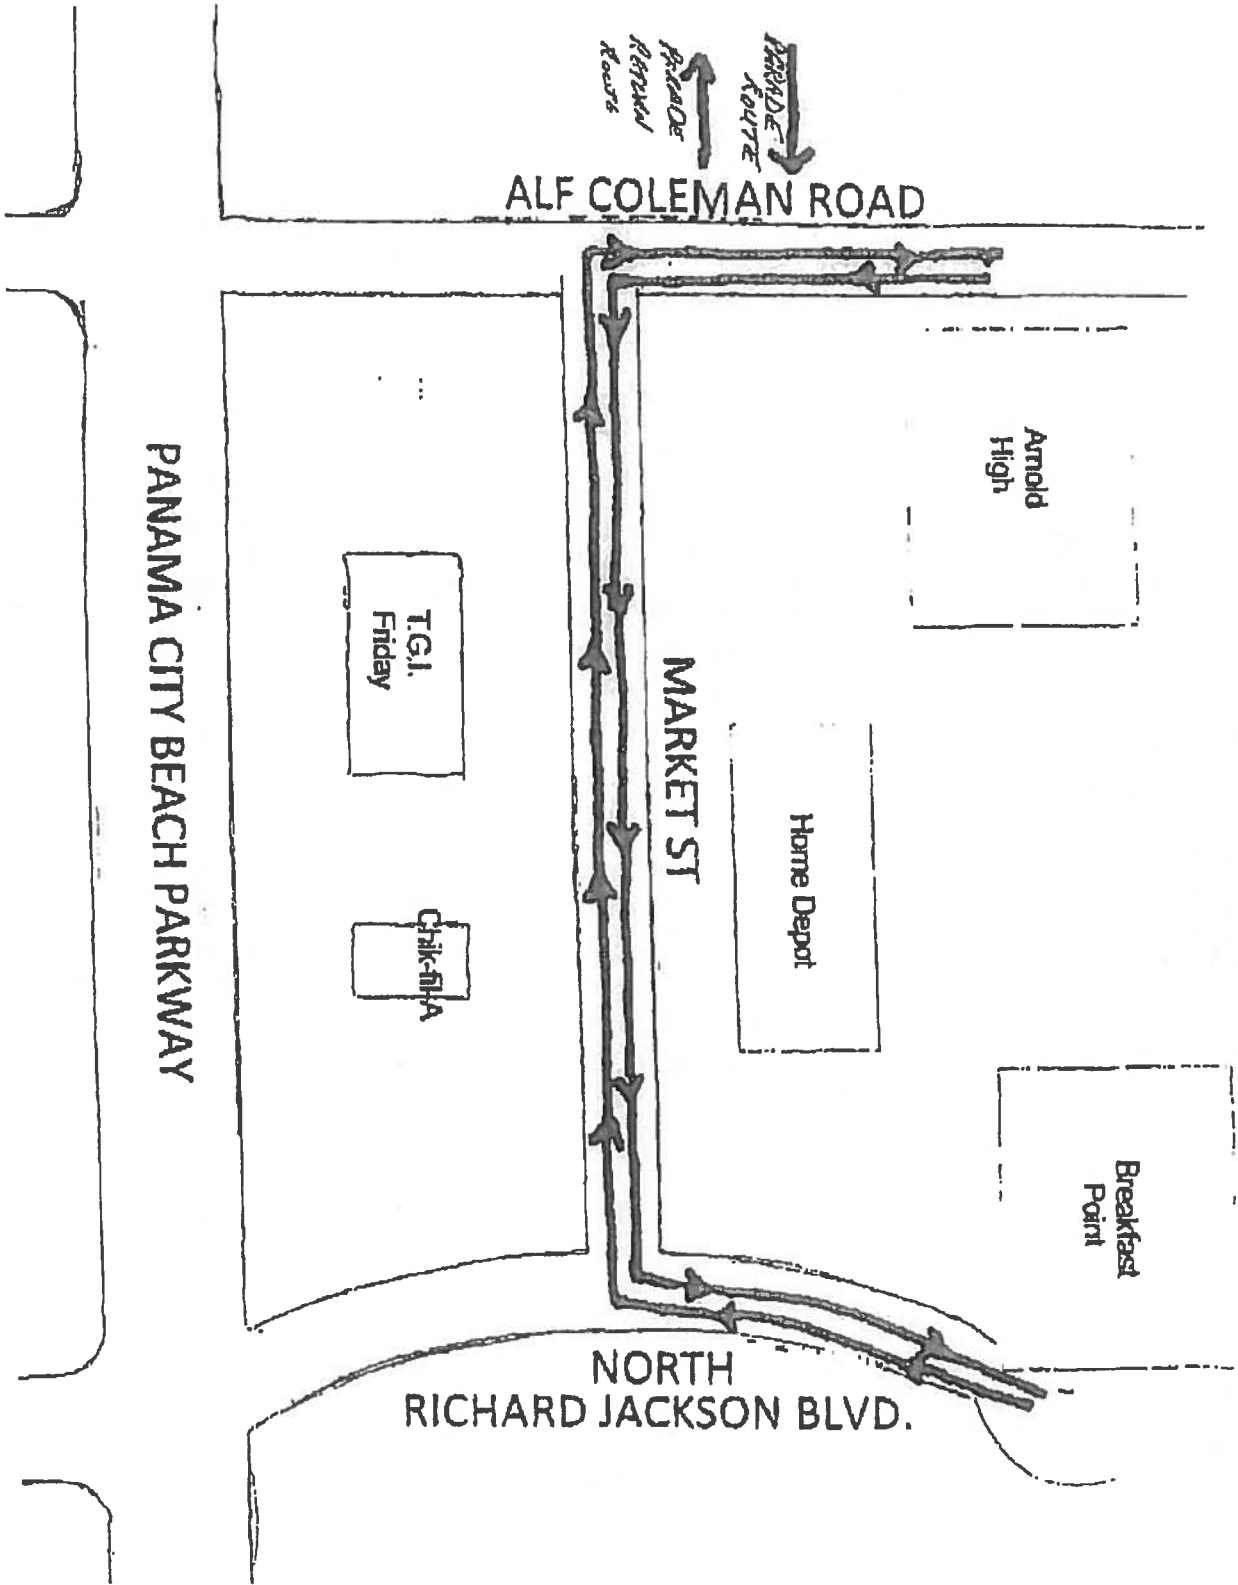 PARADE
ROUTE
PARADE
RETURN
ROUTE
ALF COLEMAN ROAD
Arnold
High
PANAMA CITY BEACH PARKWAY
T.G.I.
Friday
MARKET ST
Home Depot
Chik-fil-A
Breakfast
Point
NORTH
RICHARD JACKSON BLVD.